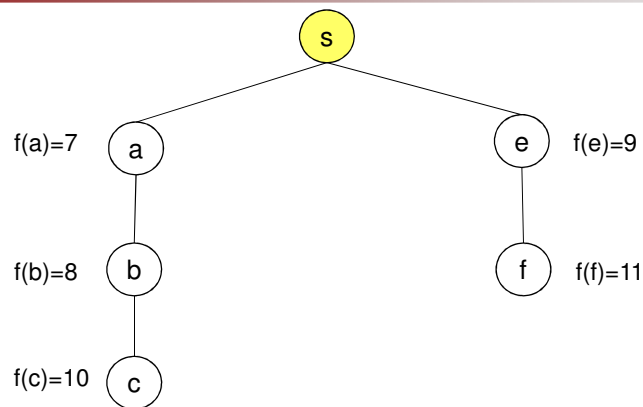 s
f(a)=7 a e f(e)=9
f(b)=8 b f f(f)=11
f(c)=10 c